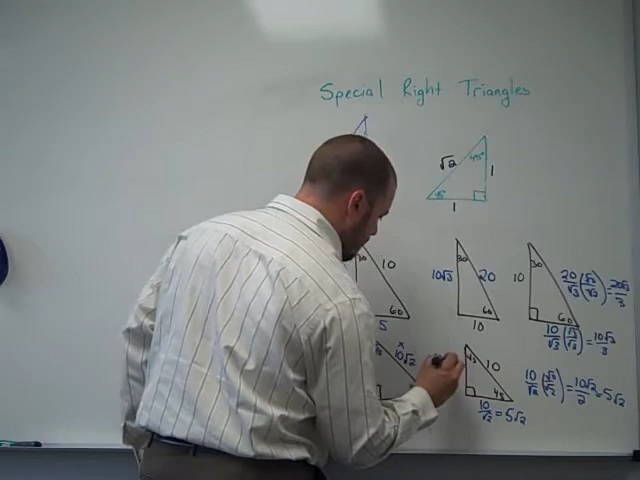 Special Right Triangles
√2 45° 1
45° 1
30 10 60 5
10√3 30 20 60 10
10 30 60 20/√3 (√3/√3) = 20√3/3
10/√3 (√3/√3) = 10√3/3
x 10√2
45 10 45 10/√2 (√2/√2) = 10√2/2 = 5√2
10/√2 = 5√2